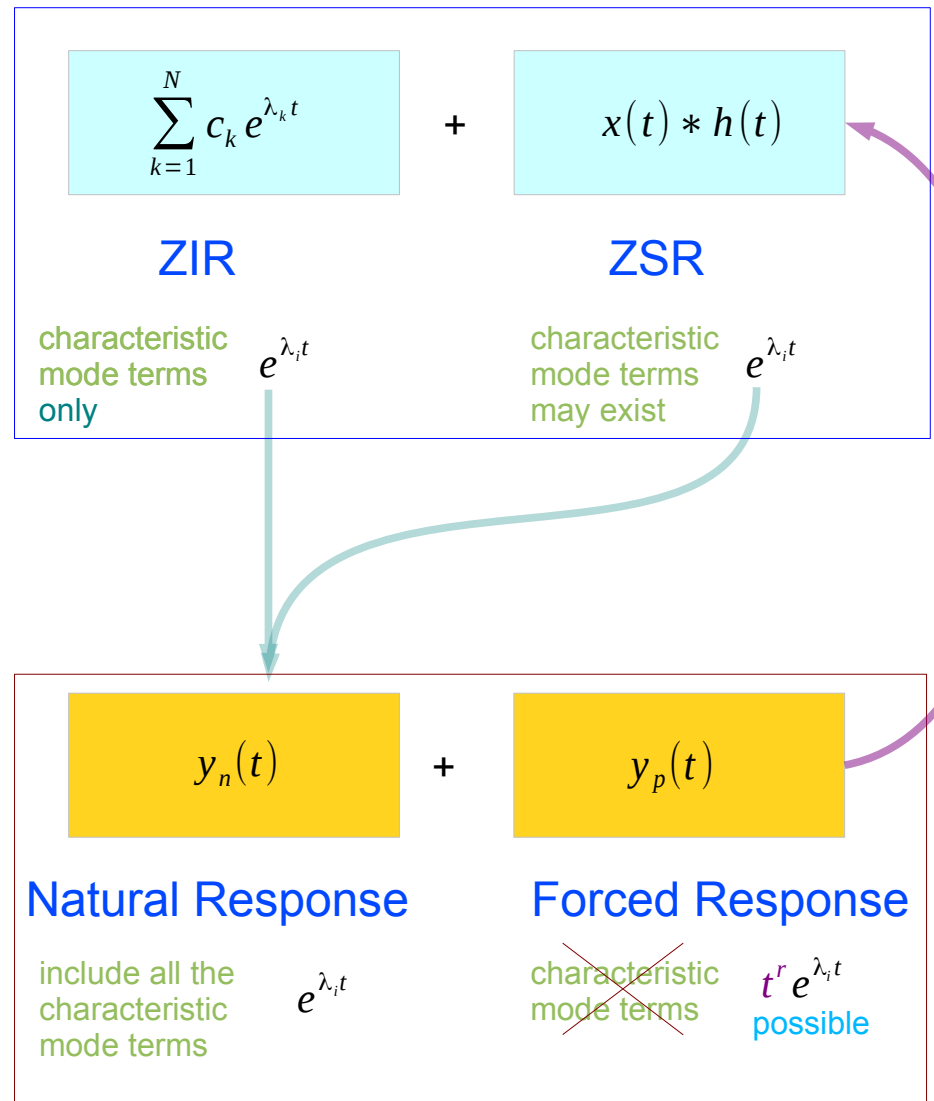 N
∑ c_k e^{λ_k t} + x(t) * h(t)
k=1
ZIR ZSR
characteristic mode terms only e^{λ_i t}
characteristic mode terms may exist e^{λ_i t}
y_n(t) + y_p(t)
Natural Response Forced Response
include all the characteristic mode terms e^{λ_i t}
characteristic mode terms t^r e^{λ_i t} possible